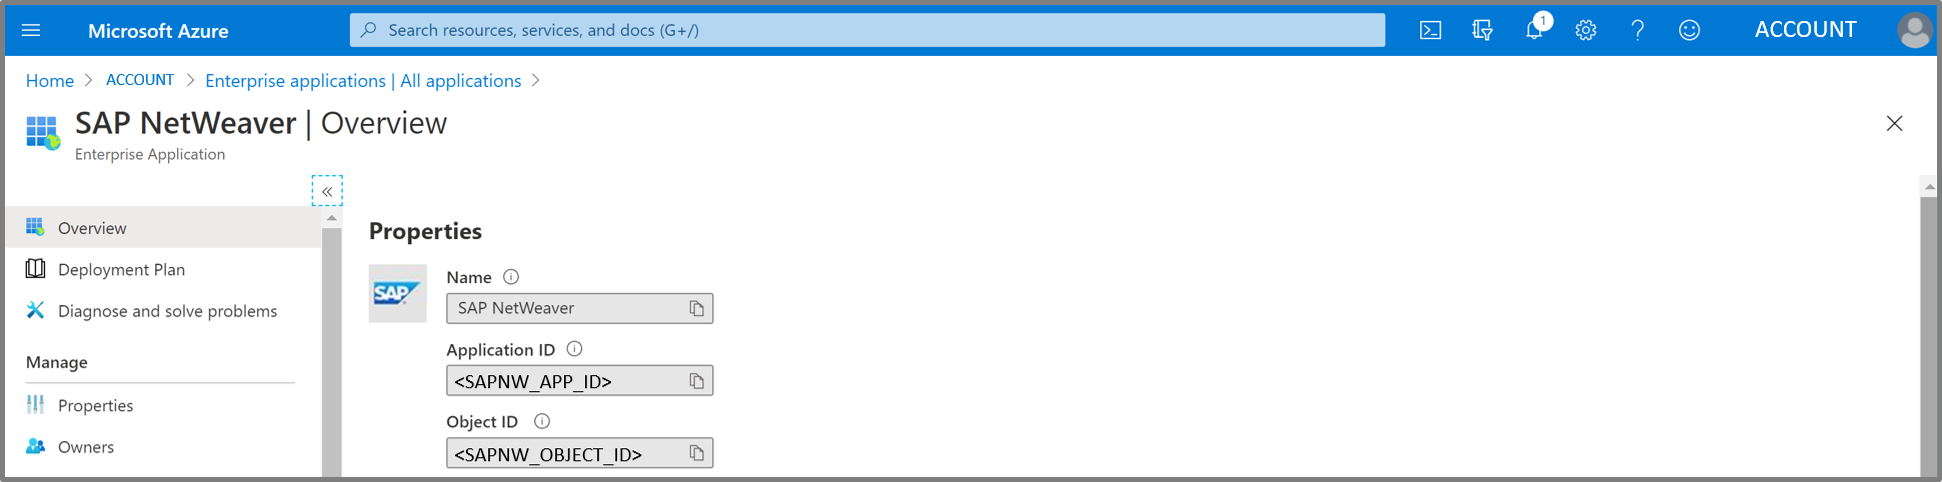 Microsoft Azure
Search resources, services, and docs (G+/)
1
ACCOUNT
Home > ACCOUNT > Enterprise applications | All applications >
SAP NetWeaver | Overview
Enterprise Application
«
Overview
Deployment Plan
Diagnose and solve problems
Manage
Properties
Owners
Properties
SAP
Name
SAP NetWeaver
Application ID
<SAPNW_APP_ID>
Object ID
<SAPNW_OBJECT_ID>